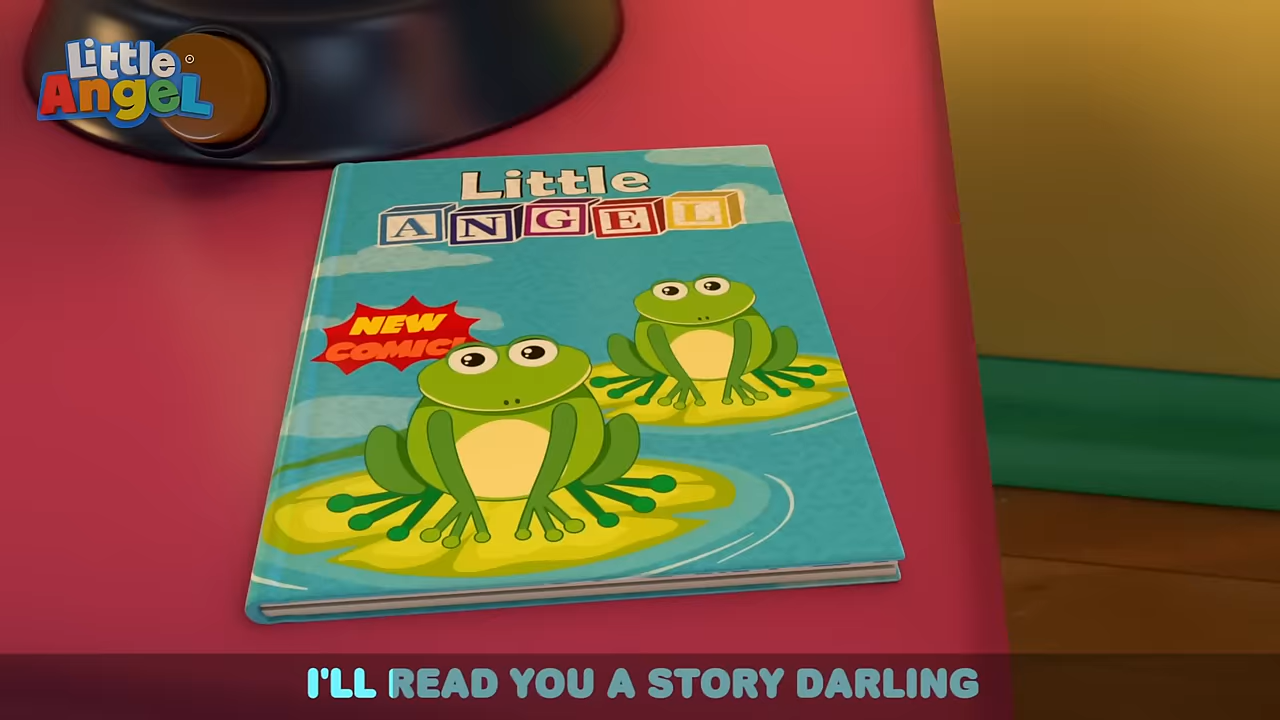 Little
AngeL
Little
ANGEL
NEW
COMIC!
I'LL READ YOU A STORY DARLING